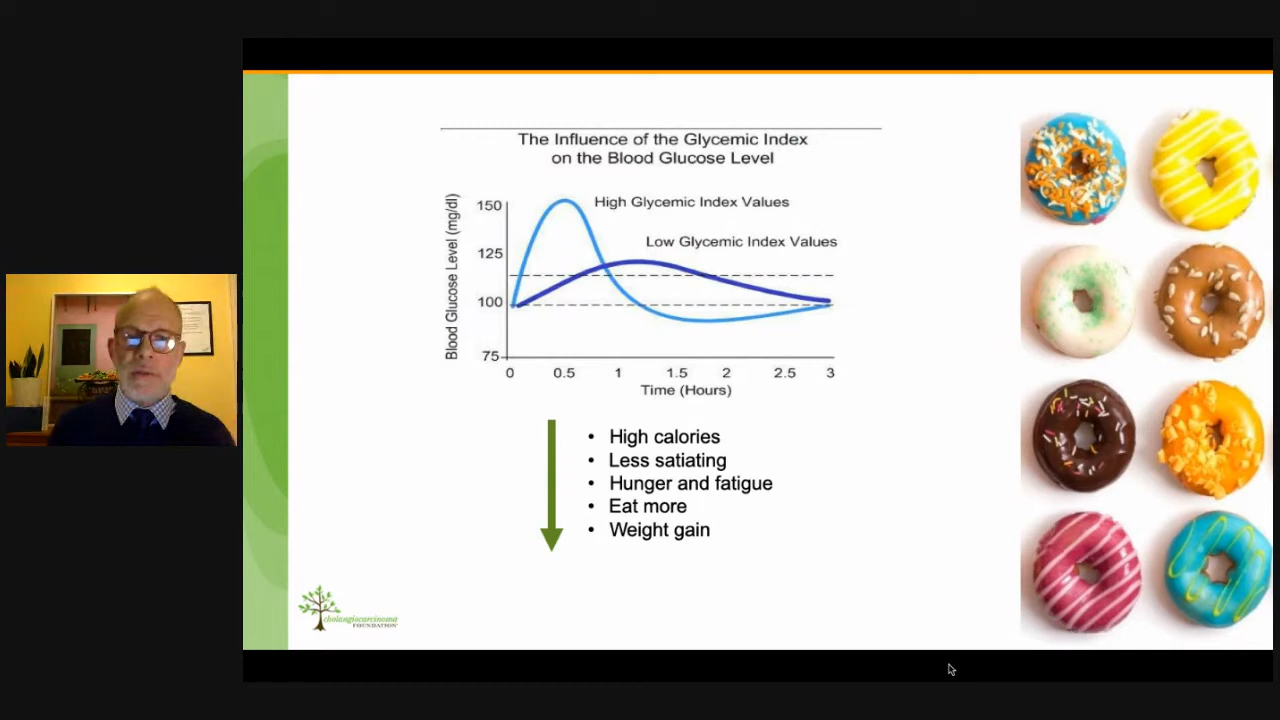 The Influence of the Glycemic Index
on the Blood Glucose Level
Blood Glucose Level (mg/dl)
150
125
100
75
High Glycemic Index Values
Low Glycemic Index Values
0 0.5 1 1.5 2 2.5 3
Time (Hours)
• High calories
• Less satiating
• Hunger and fatigue
• Eat more
• Weight gain
cholangiocarcinoma
FOUNDATION